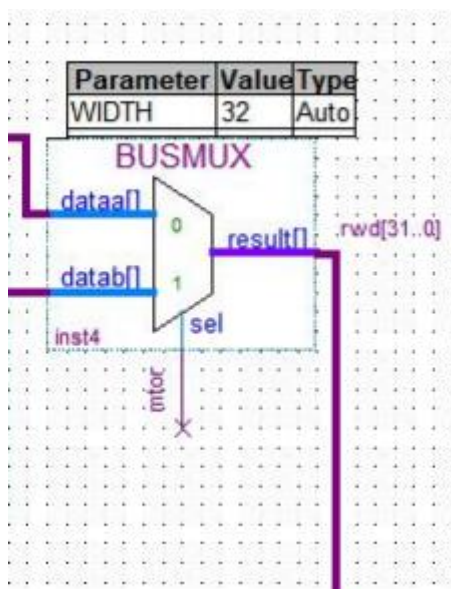 Parameter Value Type
WIDTH 32 Auto
BUSMUX
dataa[]
0
result[]
rwd[31..0]
datab[]
1
sel
inst4
mtor